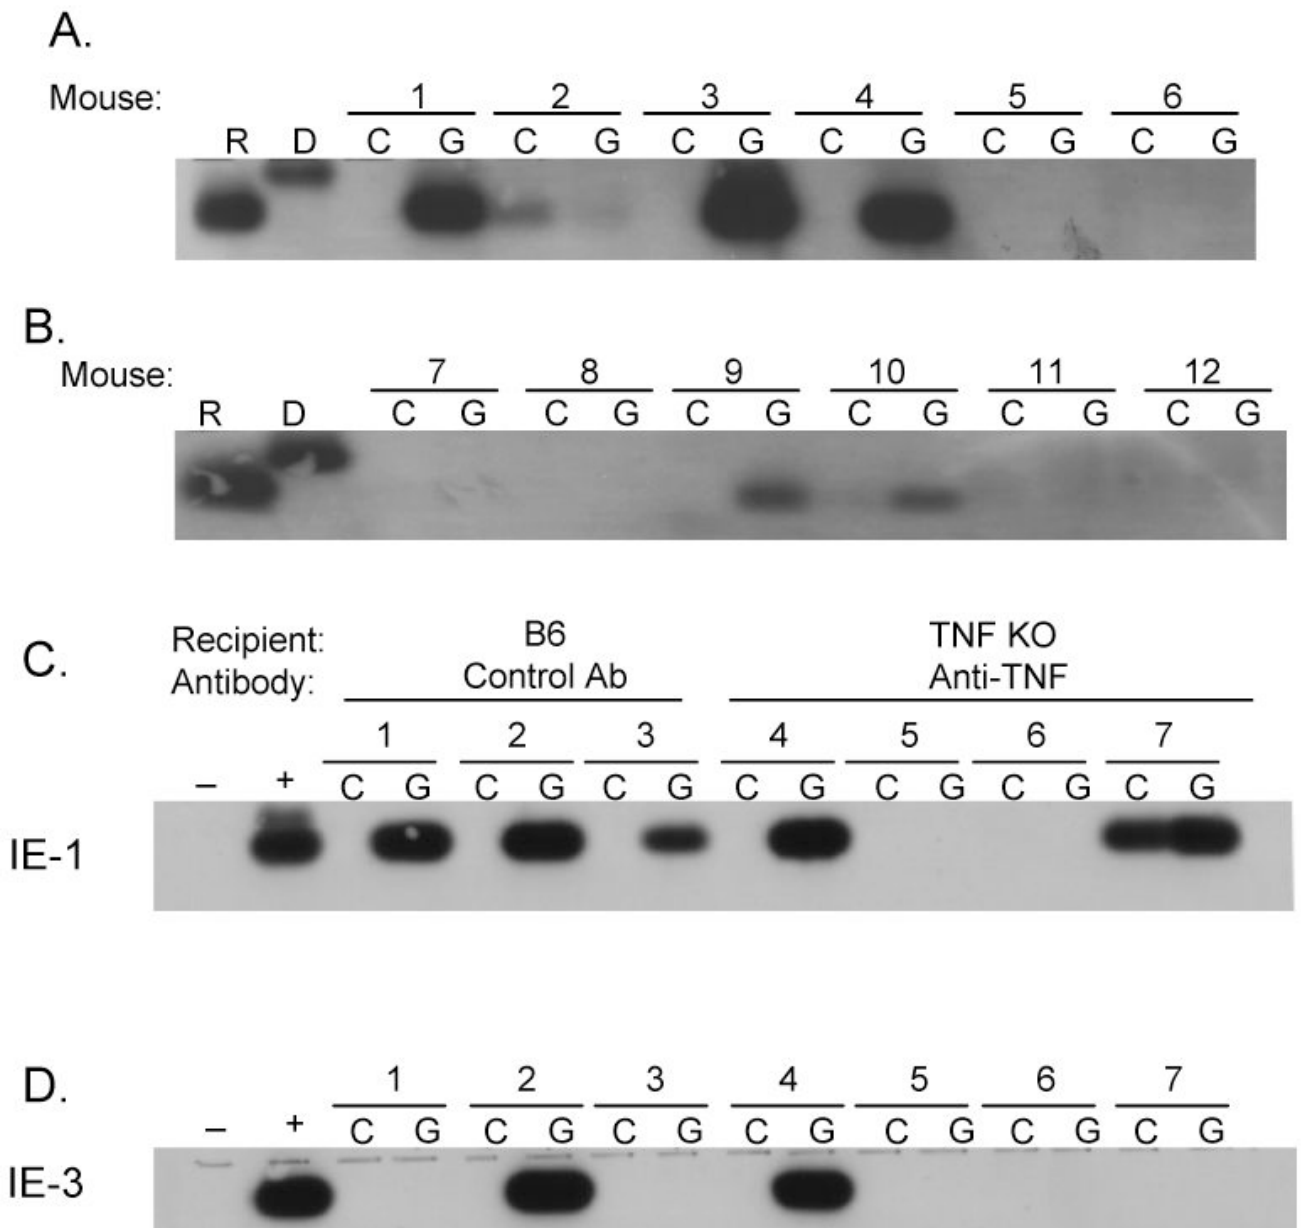 A.
Mouse: 1 2 3 4 5 6
R D C G C G C G C G C G C G
B.
Mouse: 7 8 9 10 11 12
R D C G C G C G C G C G C G
C.
Recipient: B6 TNF KO
Antibody: Control Ab Anti-TNF
1 2 3 4 5 6 7
– + C G C G C G C G C G C G C G
IE-1
D.
1 2 3 4 5 6 7
– + C G C G C G C G C G C G C G
IE-3